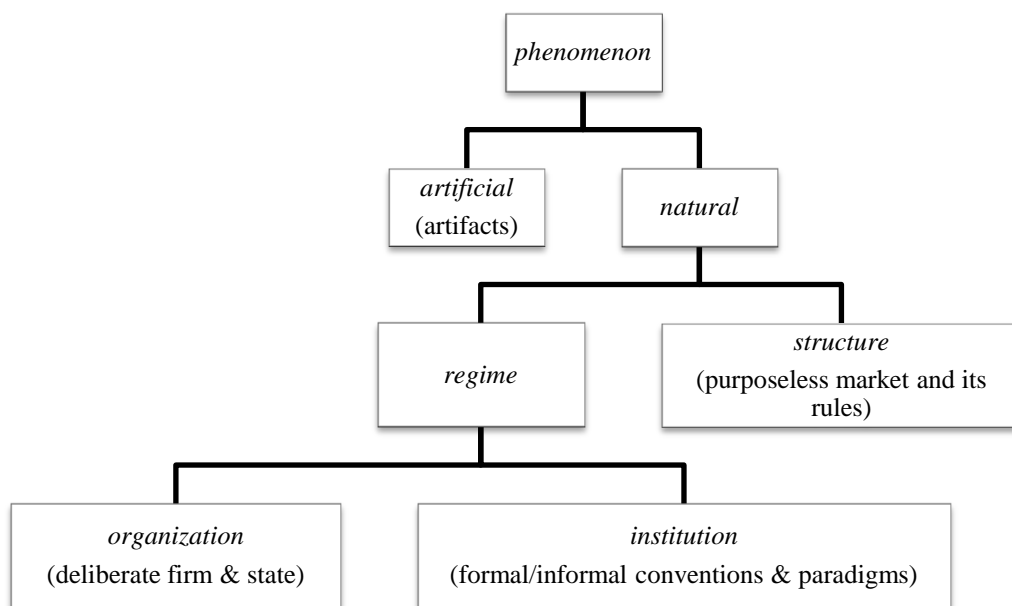 phenomenon
artificial
(artifacts)
natural
regime
structure
(purposeless market and its
rules)
organization
(deliberate firm & state)
institution
(formal/informal conventions & paradigms)